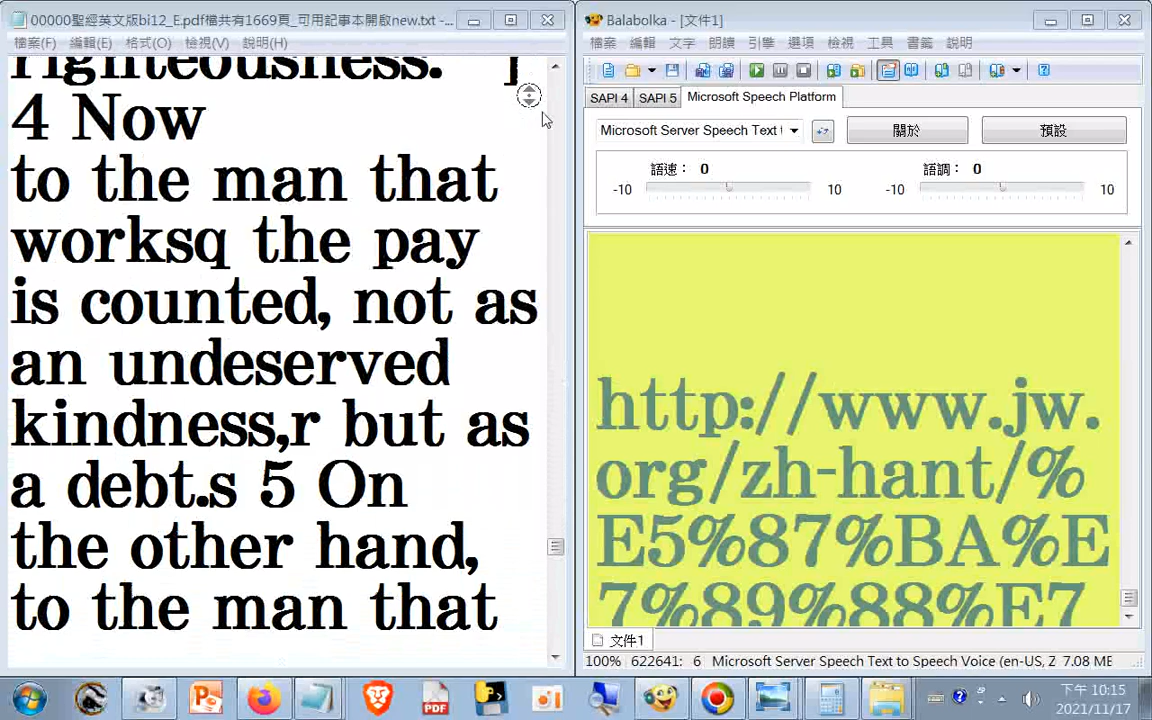 00000聖經英文版bi12_E.pdf檔共有1669頁_可用記事本開啟new.txt -...
檔案(F) 編輯(E) 格式(O) 檢視(V) 說明(H)
righteousness. ]
4 Now
to the man that
worksq the pay
is counted, not as
an undeserved
kindness,r but as
a debt.s 5 On
the other hand,
to the man that
Balabolka - [文件1]
檔案 編輯 文字 朗讀 引擎 選項 檢視 工具 書籤 說明
SAPI 4 SAPI 5 Microsoft Speech Platform
Microsoft Server Speech Text 關於 預設
語速： 0 語調： 0
-10 10 -10 10
http://www.jw.
org/zh-hant/%
E5%87%BA%E
7%89%88%E7
文件1
100% 622641: 6 Microsoft Server Speech Text to Speech Voice (en-US, Z 7.08 ME
PDF
下午 10:15
2021/11/17